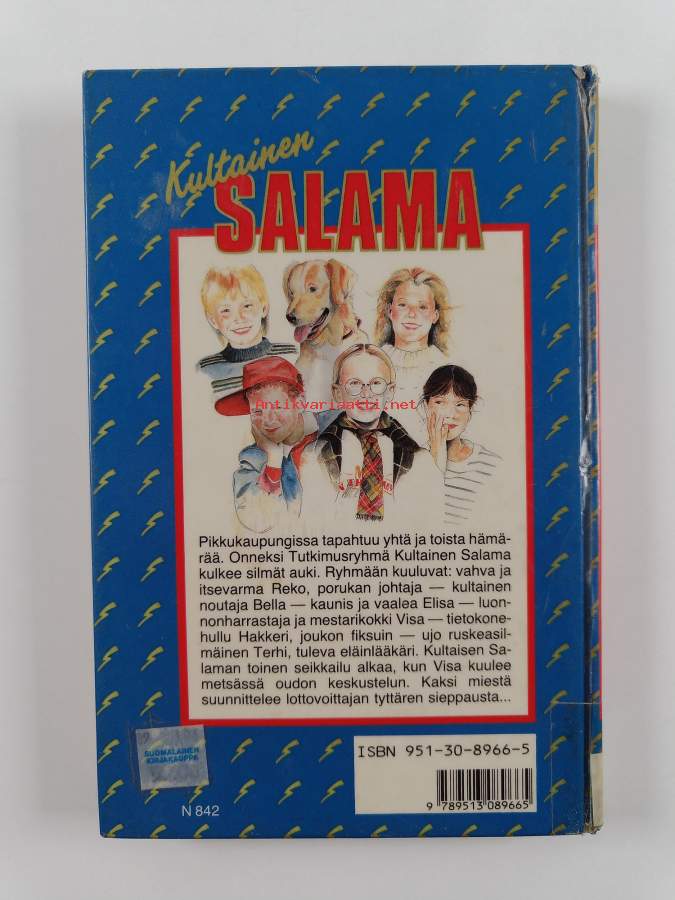 Kultainen
SALAMA
Antikvariaatti.net
Pikkukaupungissa tapahtuu yhtä ja toista hämä-
rää. Onneksi Tutkimusryhmä Kultainen Salama
kulkee silmät auki. Ryhmään kuuluvat: vahva ja
itsevarma Reko, porukan johtaja — kultainen
noutaja Bella — kaunis ja vaalea Elisa — luon-
nonharrastaja ja mestarikokki Visa — tietokone-
hullu Hakkeri, joukon fiksuin — ujo ruskeasil-
mäinen Terhi, tuleva eläinlääkäri. Kultaisen Sa-
laman toinen seikkailu alkaa, kun Visa kuulee
metsässä oudon keskustelun. Kaksi miestä
suunnittelee lottovoittajan tyttären sieppausta...
SUOMALAINEN
KIRJAKAUPPA
ISBN 951-30-8966-5
9 789513 089665
N 842